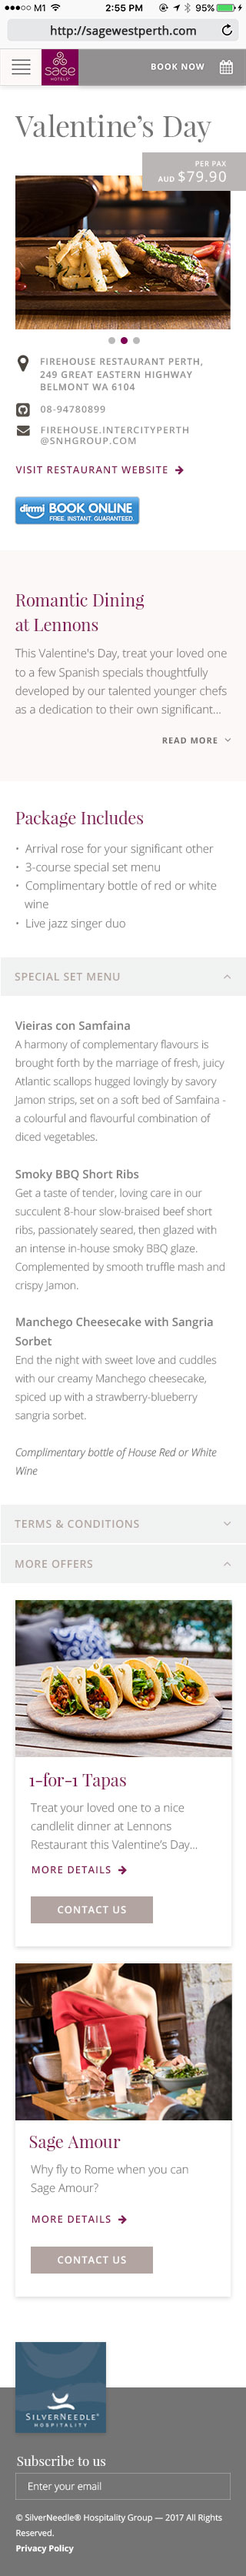 M1
2:55 PM
95%
http://sagewestperth.com
sage
HOTELS
BOOK NOW
Valentine's Day
PER PAX
AUD $79.90
FIREHOUSE RESTAURANT PERTH,
249 GREAT EASTERN HIGHWAY
BELMONT WA 6104
08-94780899
FIREHOUSE.INTERCITYPERTH
@SNHGROUP.COM
VISIT RESTAURANT WEBSITE
dimmi BOOK ONLINE
FREE. INSTANT. GUARANTEED.
Romantic Dining
at Lennons
This Valentine's Day, treat your loved one
to a few Spanish specials thoughtfully
developed by our talented younger chefs
as a dedication to their own significant...
READ MORE
Package Includes
• Arrival rose for your significant other
• 3-course special set menu
• Complimentary bottle of red or white
wine
• Live jazz singer duo
SPECIAL SET MENU
Vieiras con Samfaina
A harmony of complementary flavours is
brought forth by the marriage of fresh, juicy
Atlantic scallops hugged lovingly by savory
Jamon strips, set on a soft bed of Samfaina -
a colourful and flavourful combination of
diced vegetables.
Smoky BBQ Short Ribs
Get a taste of tender, loving care in our
succulent 8-hour slow-braised beef short
ribs, passionately seared, then glazed with
an intense in-house smoky BBQ glaze.
Complemented by smooth truffle mash and
crispy Jamon.
Manchego Cheesecake with Sangria
Sorbet
End the night with sweet love and cuddles
with our creamy Manchego cheesecake,
spiced up with a strawberry-blueberry
sangria sorbet.
Complimentary bottle of House Red or White
Wine
TERMS & CONDITIONS
MORE OFFERS
1-for-1 Tapas
Treat your loved one to a nice
candlelit dinner at Lennons
Restaurant this Valentine's Day...
MORE DETAILS
CONTACT US
Sage Amour
Why fly to Rome when you can
Sage Amour?
MORE DETAILS
CONTACT US
SILVERNEEDLE®
HOSPITALITY
Subscribe to us
Enter your email
© SilverNeedle® Hospitality Group — 2017 All Rights
Reserved.
Privacy Policy